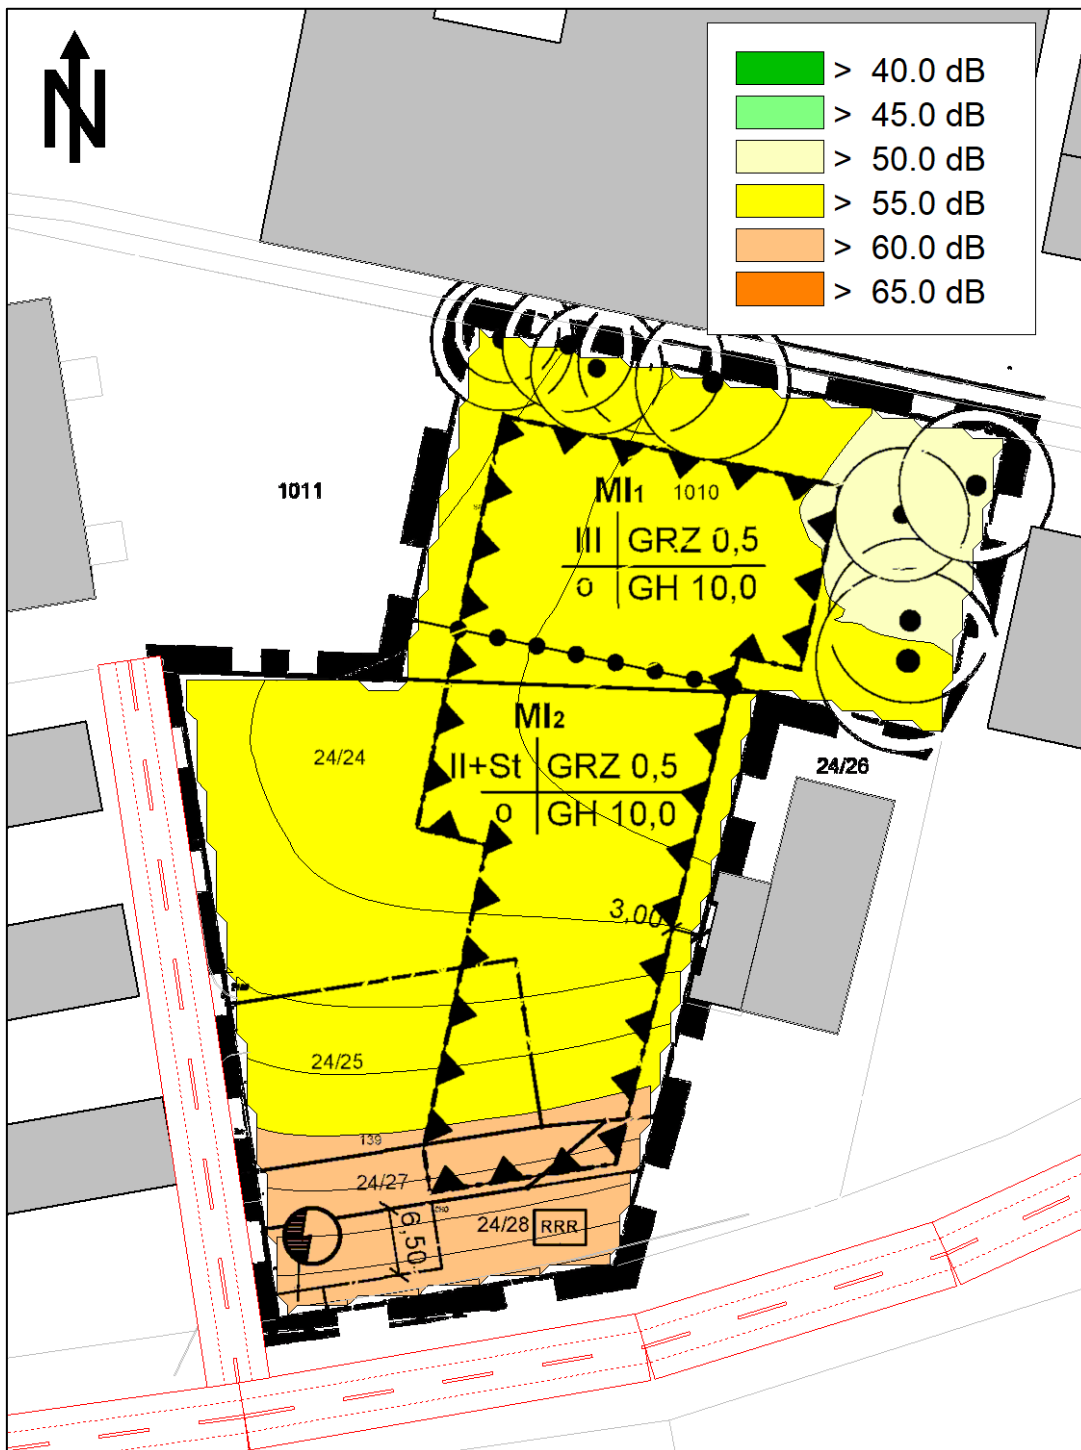 N
> 40.0 dB
> 45.0 dB
> 50.0 dB
> 55.0 dB
> 60.0 dB
> 65.0 dB
1011
MI1 1010
III GRZ 0,5
o GH 10,0
MI2
24/24
II+St GRZ 0,5
o GH 10,0
24/26
3,00
24/25
139
24/27
6,50
24/28 RRR